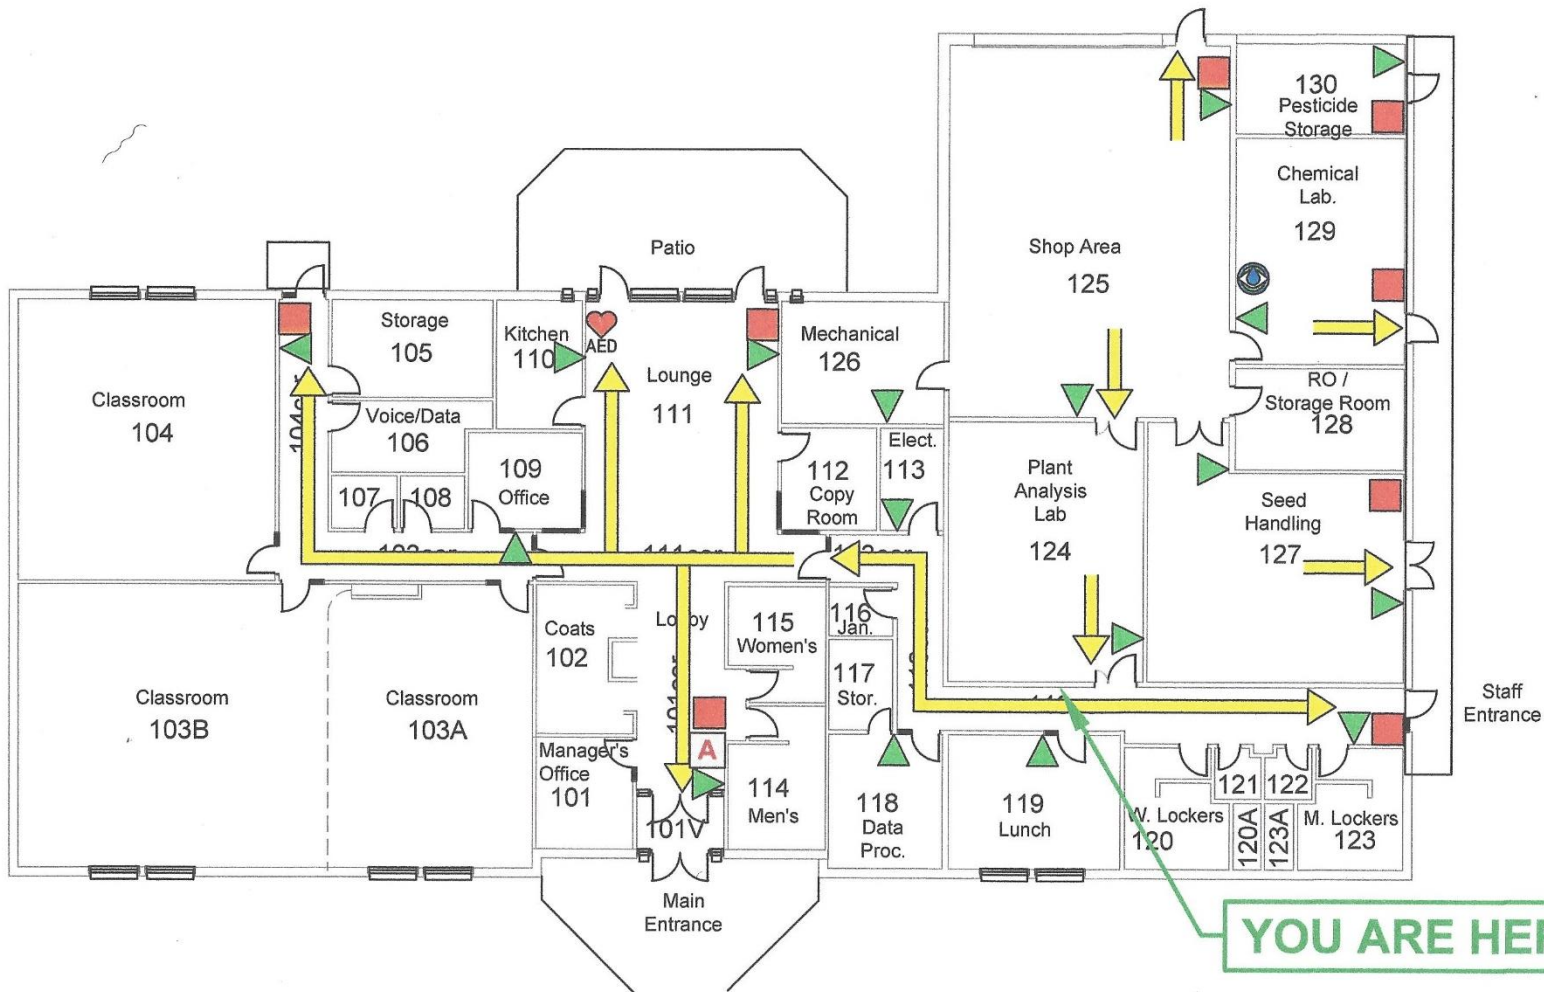 130
Pesticide
Storage
Chemical
Lab.
129
Patio
Shop Area
125
Storage
105
Kitchen
110
AED
Lounge
111
Mechanical
126
Classroom
104
Voice/Data
106
RO /
Storage Room
128
109
Office
107
108
112
Copy
Room
Elect.
113
Plant
Analysis
Lab
124
Seed
Handling
127
Coats
102
115
Women's
116
Jan.
117
Stor.
Classroom
103B
Classroom
103A
Manager's
Office
101
A
101V
114
Men's
118
Data
Proc.
119
Lunch
W. Lockers
120
121
122
120A
123A
M. Lockers
123
Staff
Entrance
Main
Entrance
YOU ARE HE